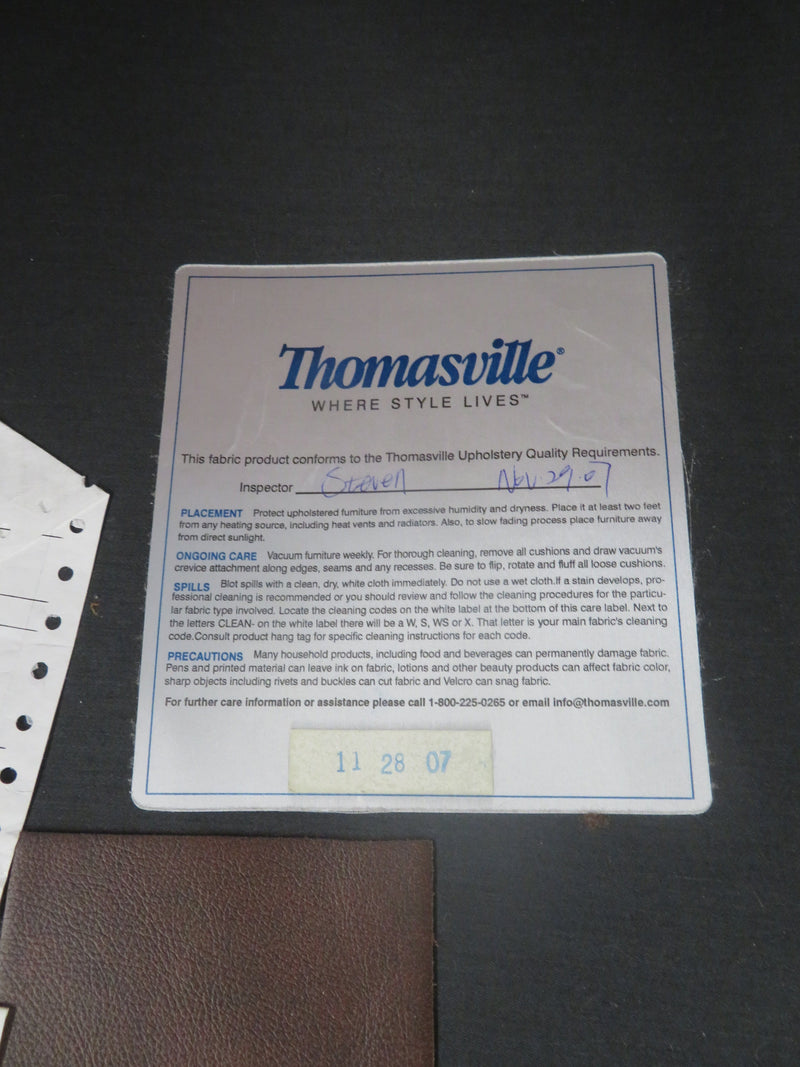 Thomasville®
WHERE STYLE LIVES™
This fabric product conforms to the Thomasville Upholstery Quality Requirements.
Inspector Steven Nov. 29. 07
PLACEMENT Protect upholstered furniture from excessive humidity and dryness. Place it at least two feet
from any heating source, including heat vents and radiators. Also, to slow fading process place furniture away
from direct sunlight.
ONGOING CARE Vacuum furniture weekly. For thorough cleaning, remove all cushions and draw vacuum's
crevice attachment along edges, seams and any recesses. Be sure to flip, rotate and fluff all loose cushions.
SPILLS Blot spills with a clean, dry, white cloth immediately. Do not use a wet cloth.If a stain develops, pro-
fessional cleaning is recommended or you should review and follow the cleaning procedures for the particu-
lar fabric type involved. Locate the cleaning codes on the white label at the bottom of this care label. Next to
the letters CLEAN- on the white label there will be a W, S, WS or X. That letter is your main fabric's cleaning
code.Consult product hang tag for specific cleaning instructions for each code.
PRECAUTIONS Many household products, including food and beverages can permanently damage fabric.
Pens and printed material can leave ink on fabric, lotions and other beauty products can affect fabric color,
sharp objects including rivets and buckles can cut fabric and Velcro can snag fabric.
For further care information or assistance please call 1-800-225-0265 or email info@thomasville.com
11 28 07